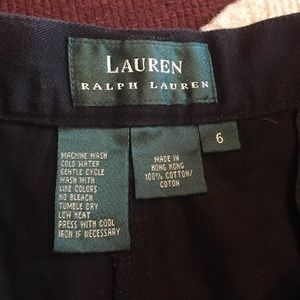 LAUREN
RALPH LAUREN
6
MACHINE WASH
COLD WATER
GENTLE CYCLE
WASH WITH
LIKE COLORS
NO BLEACH
TUMBLE DRY
LOW HEAT
PRESS WITH COOL
IRON IF NECESSARY
MADE IN
HONG KONG
100% COTTON/
COTON